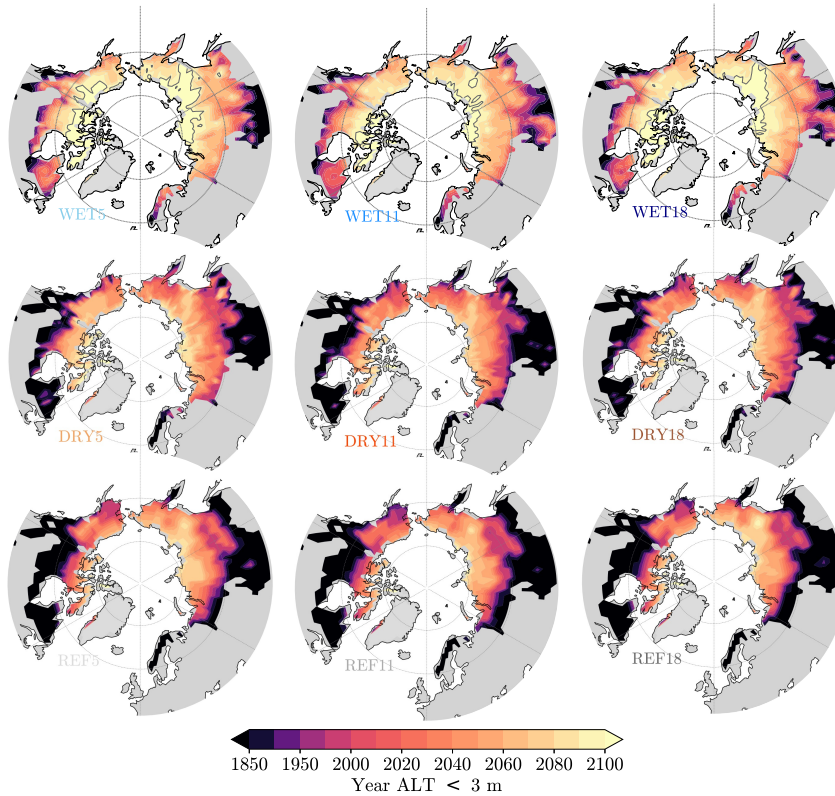 WET5
WET11
WET18
DRY5
DRY11
DRY18
REF5
REF11
REF18
1850 1950 2000 2020 2040 2060 2080 2100
Year ALT < 3 m